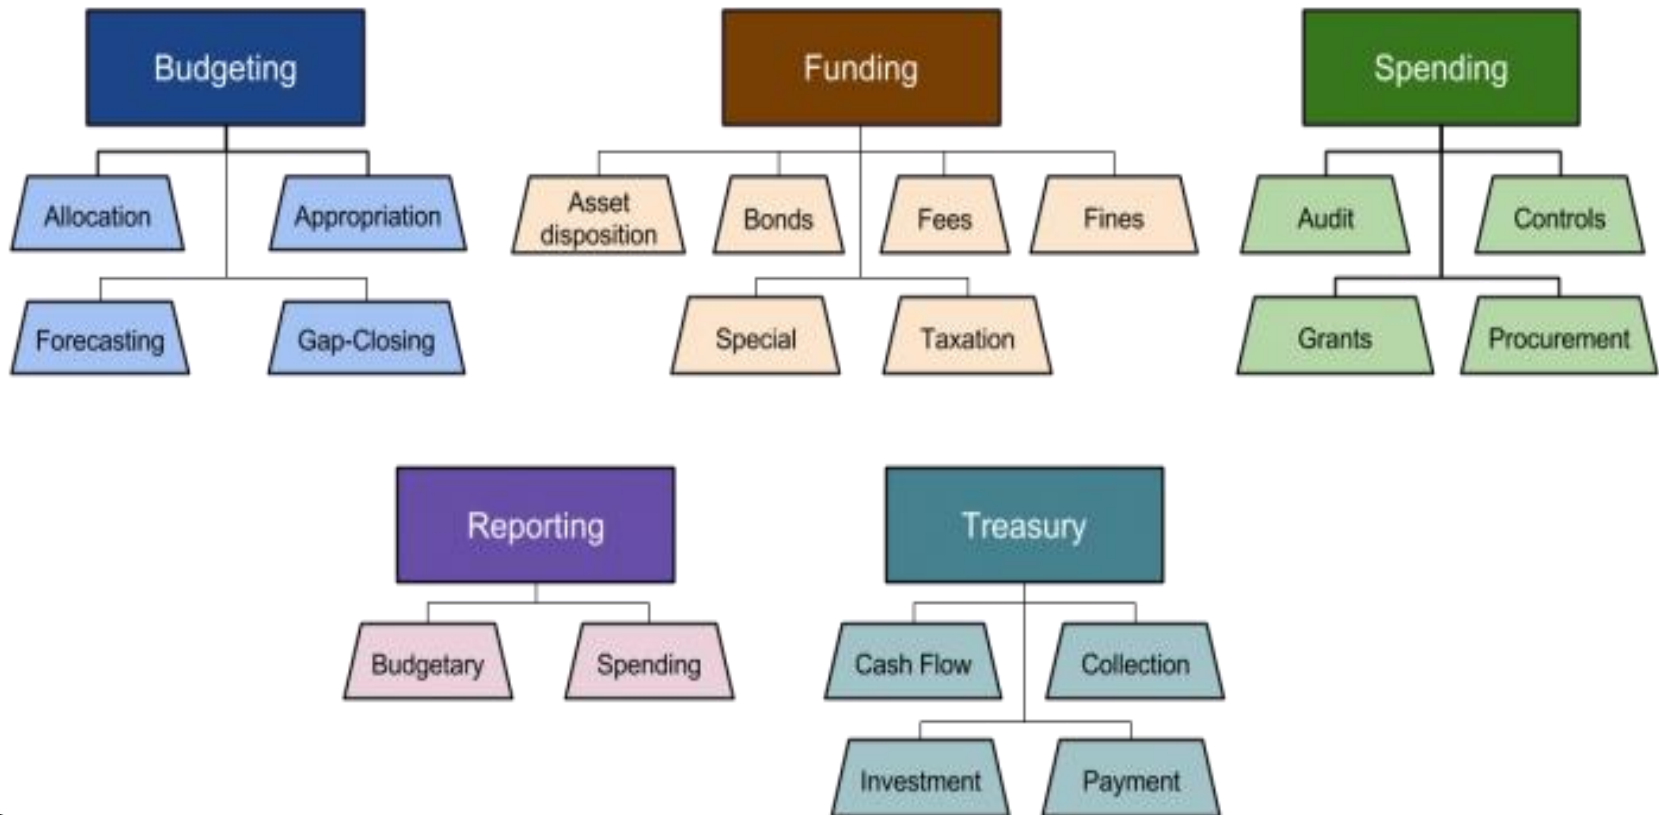 Budgeting
Funding
Spending
Allocation
Appropriation
Asset
disposition
Bonds
Fees
Fines
Audit
Controls
Forecasting
Gap-Closing
Special
Taxation
Grants
Procurement
Reporting
Treasury
Budgetary
Spending
Cash Flow
Collection
Investment
Payment